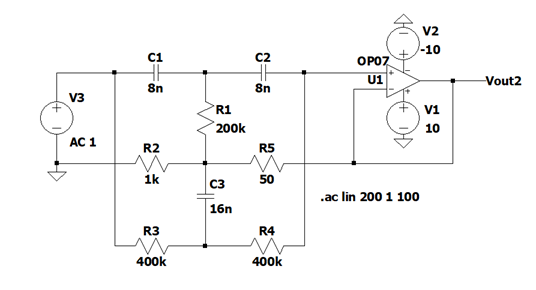 V2
-10
C1
8n
C2
8n
OP07
U1
Vout2
V3
AC 1
R1
200k
V1
10
R2
1k
R5
50
C3
16n
.ac lin 200 1 100
R3
400k
R4
400k